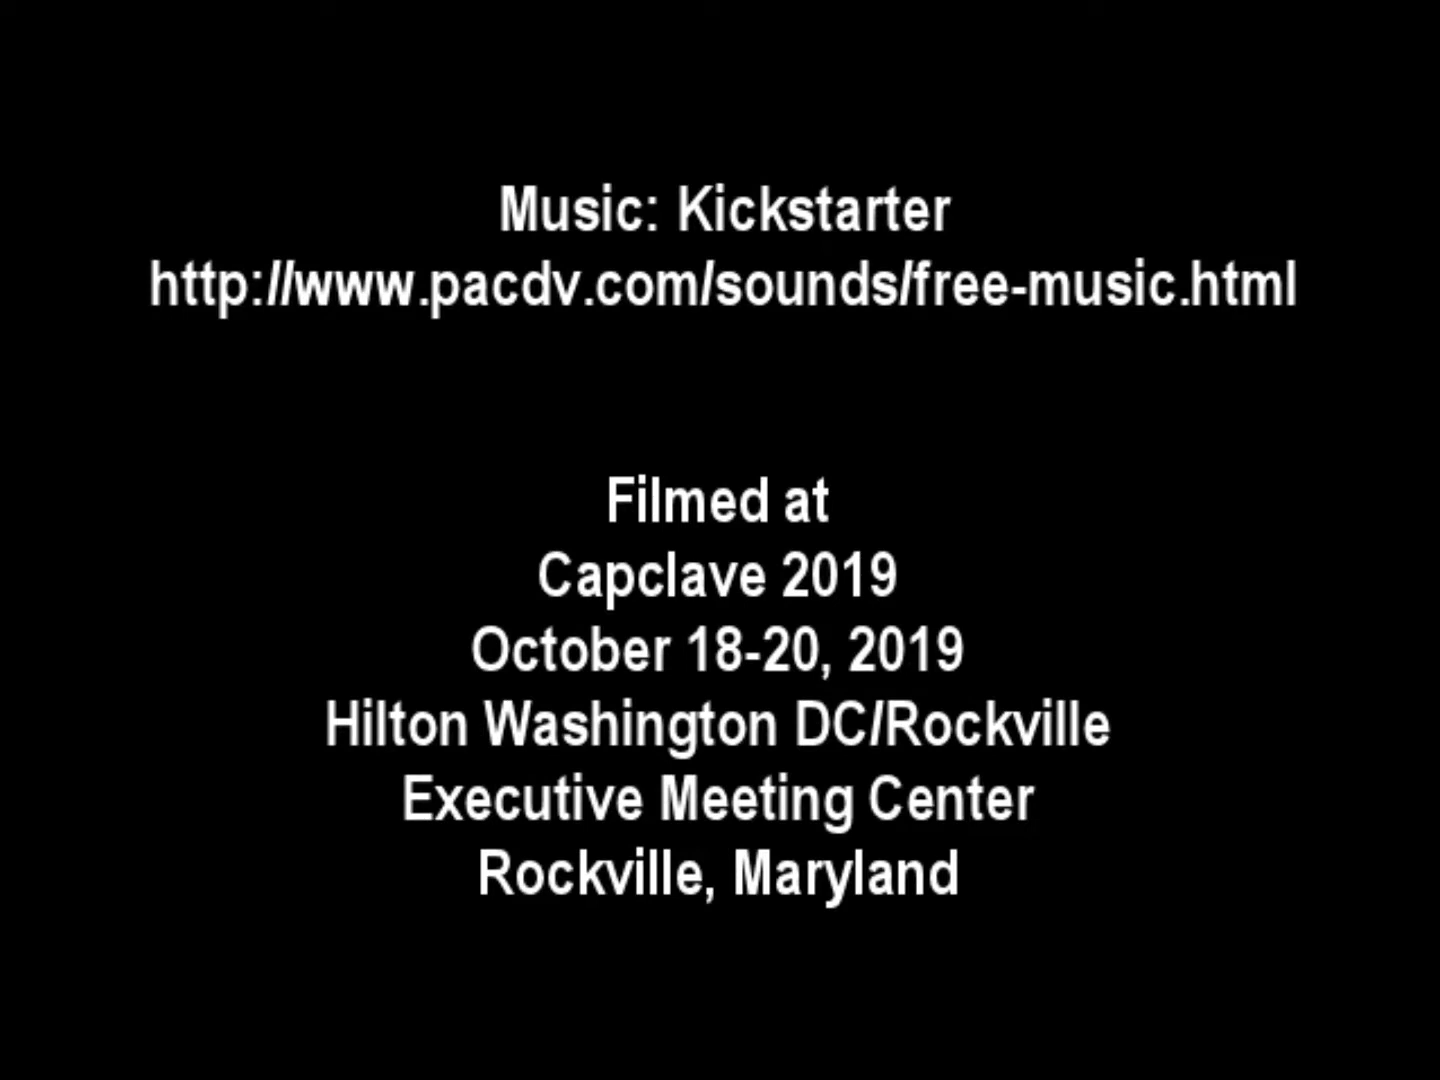 Music: Kickstarter
http://www.pacdv.com/sounds/free-music.html
Filmed at
Capclave 2019
October 18-20, 2019
Hilton Washington DC/Rockville
Executive Meeting Center
Rockville, Maryland